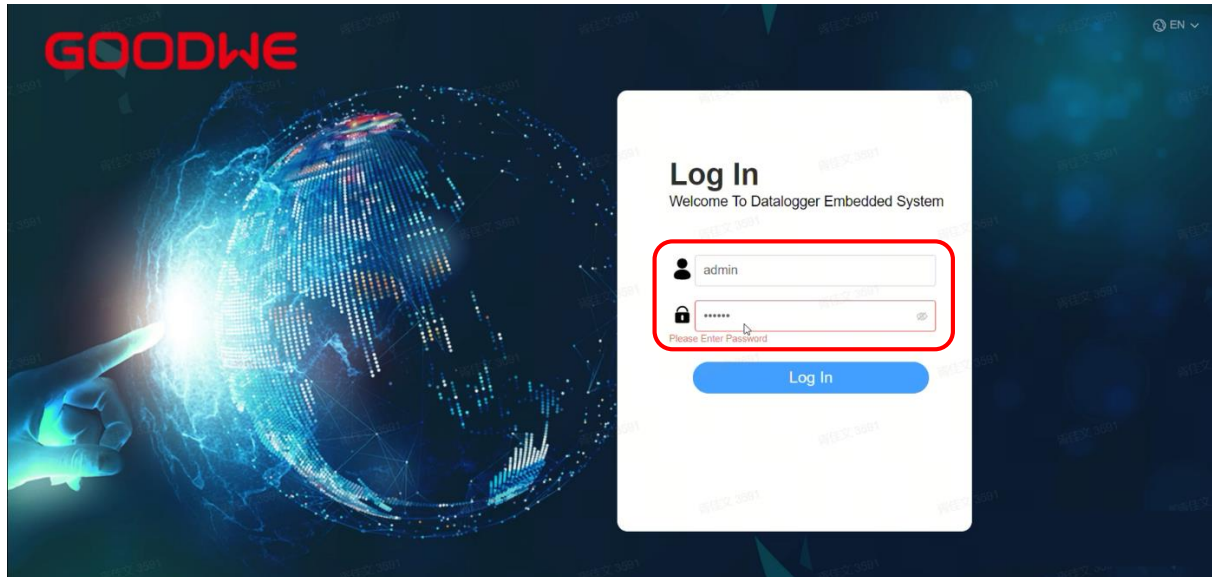 GOODWE
EN
Log In
Welcome To Datalogger Embedded System
admin
••••••
Please Enter Password
Log In